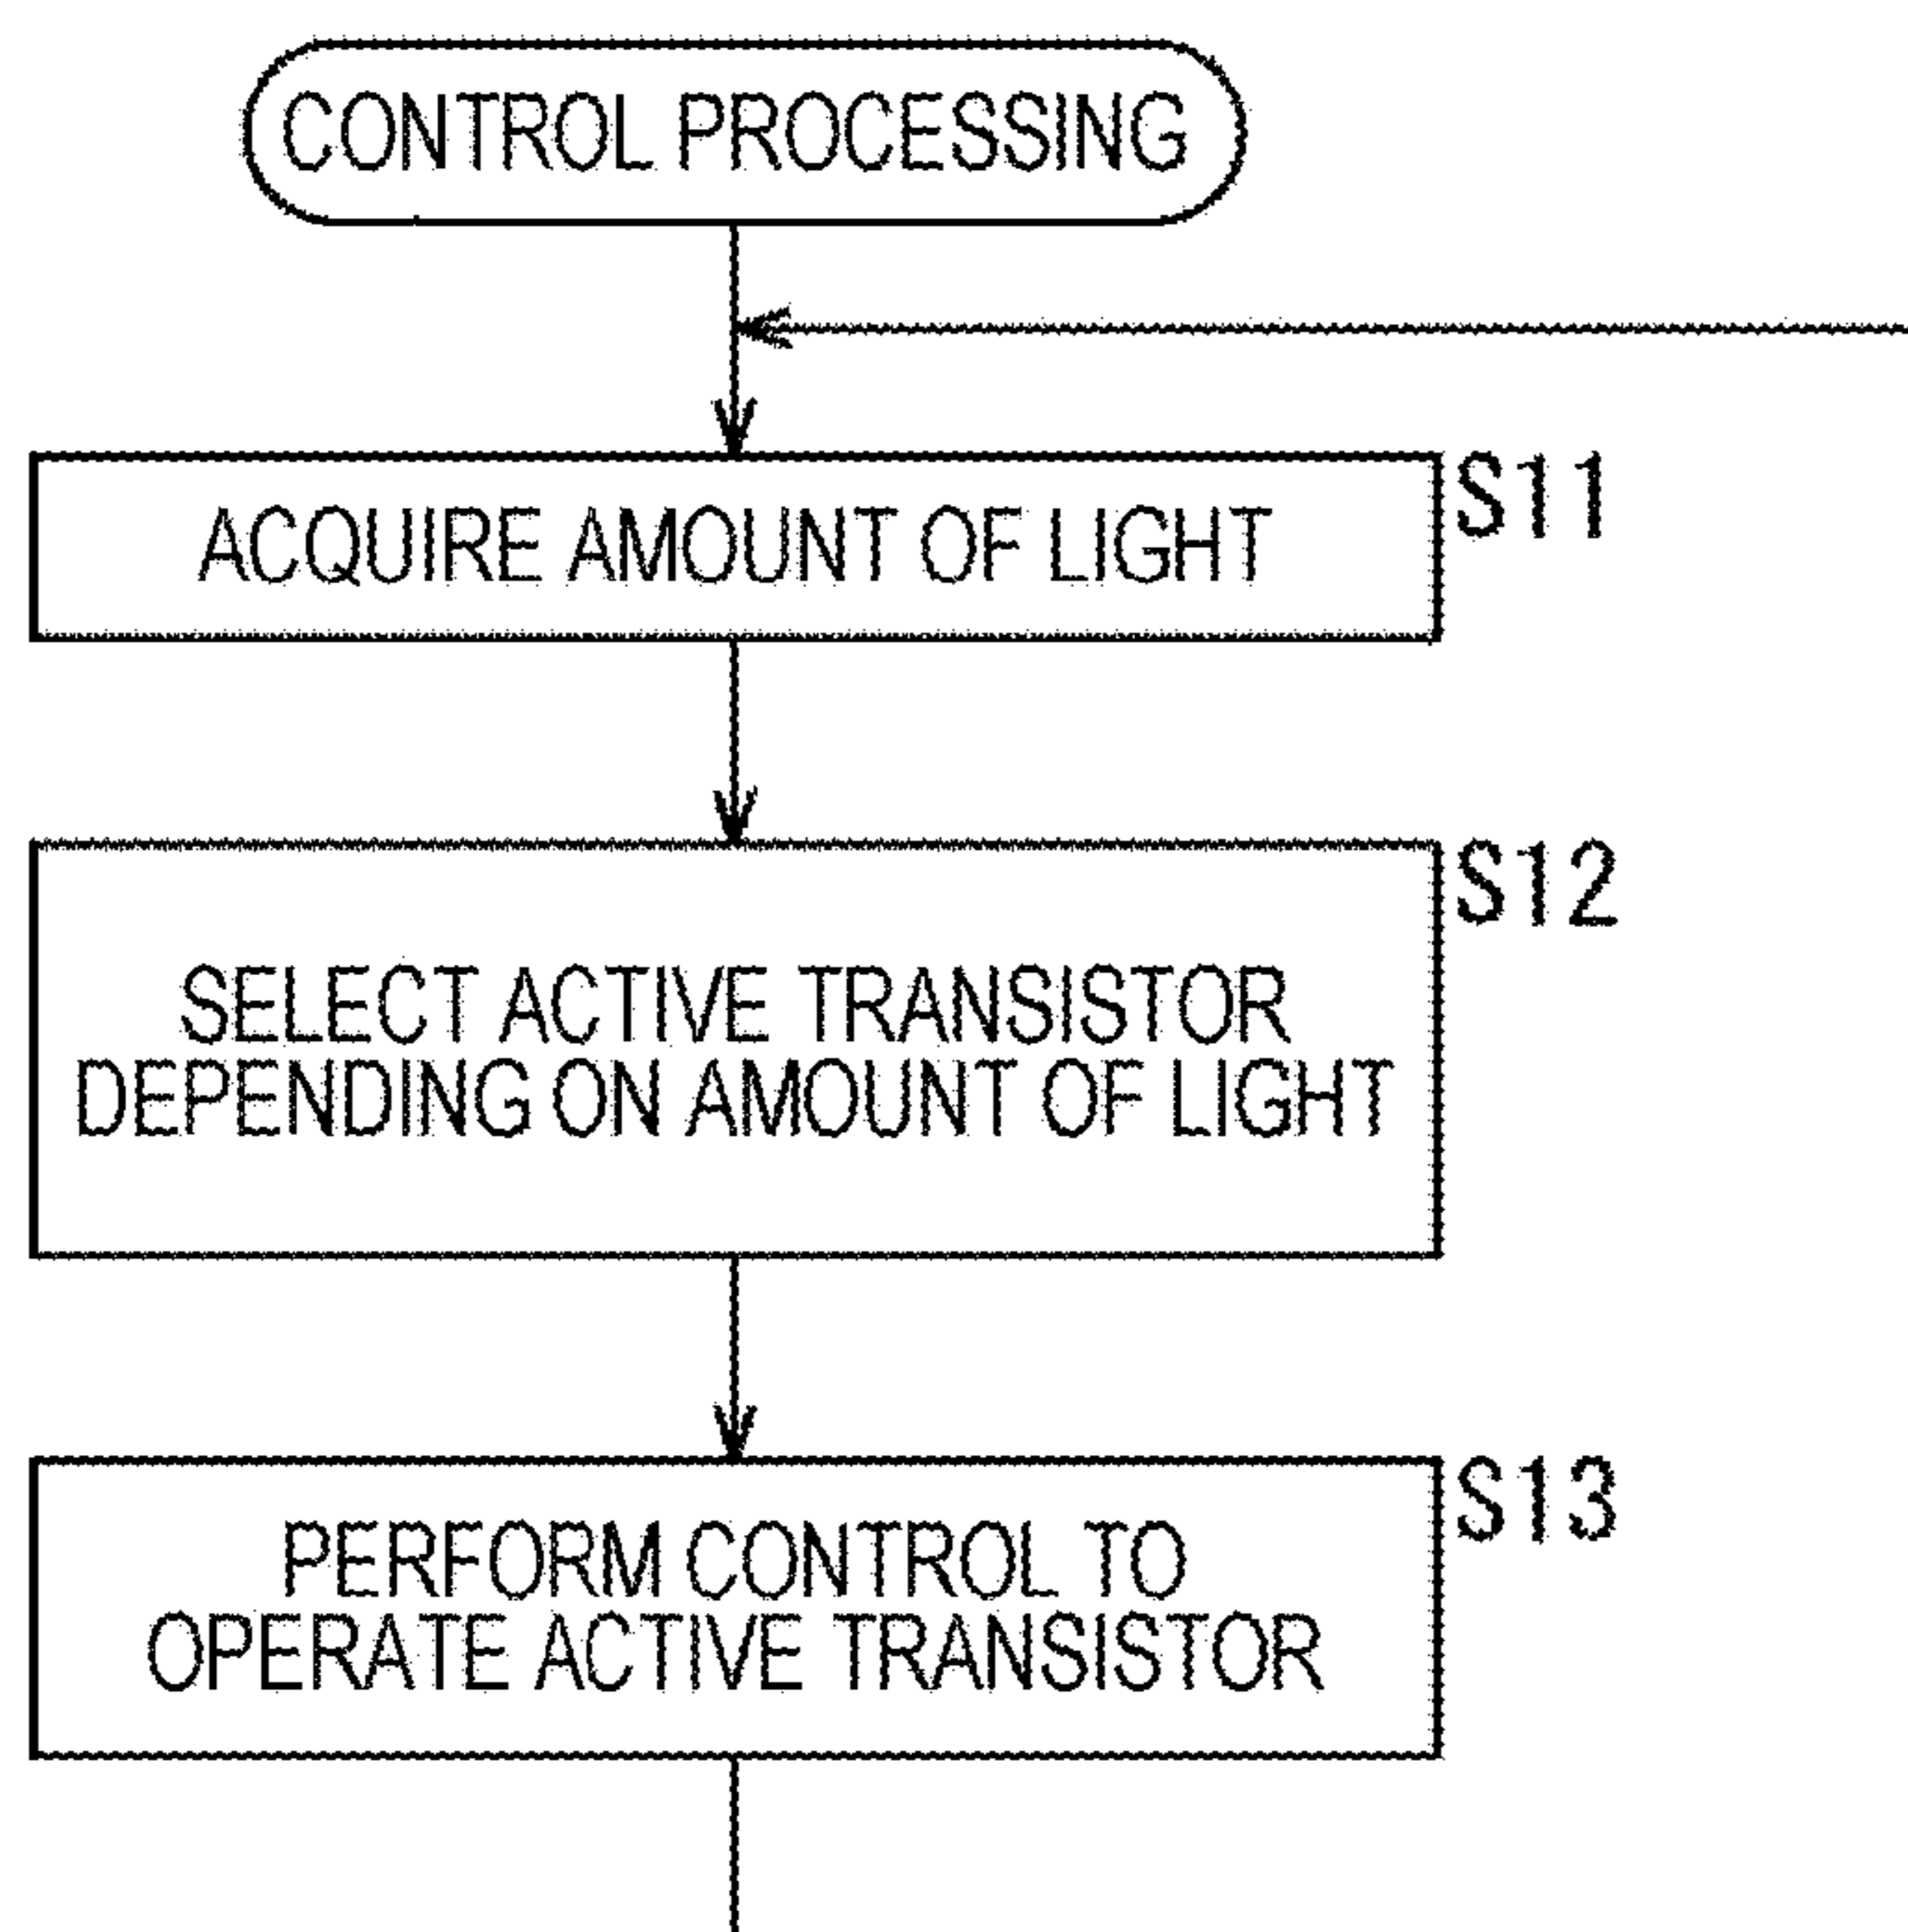 CONTROL PROCESSING
ACQUIRE AMOUNT OF LIGHT
S11
SELECT ACTIVE TRANSISTOR
DEPENDING ON AMOUNT OF LIGHT
S12
PERFORM CONTROL TO
OPERATE ACTIVE TRANSISTOR
S13